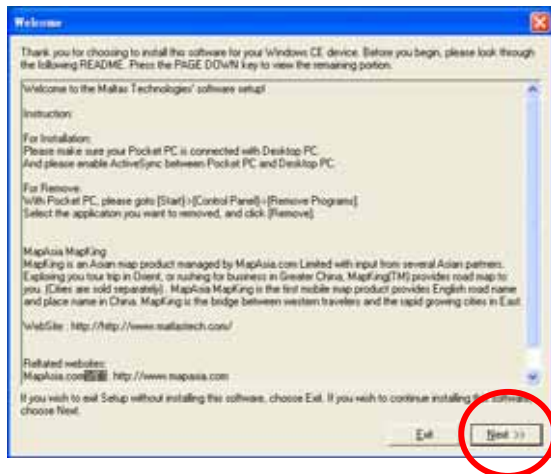 Welcome
Thank you for choosing to install this software for your Windows CE device. Before you begin, please look through
the following README. Press the PAGE DOWN key to view the remaining portion.
Welcome to the Maltas Technologies' software setup!
Instruction:
For Installation:
Please make sure your Pocket PC is connected with Desktop PC.
And please enable ActiveSync between Pocket PC and Desktop PC.
For Remove:
With Pocket PC, please goto [Start]->[Control Panel]->[Remove Programs]
Select the application you want to removed, and click [Remove].
MapAsia MapKing
MapKing is an Asian map product managed by MapAsia.com Limited with input from several Asian partners.
Exploring you tour trip in Orient, or rushing for business in Greater China, MapKing(TM) provides road map to
you. (Cities are sold separately). MapAsia MapKing is the first mobile map product provides English road name
and place name in China. MapKing is the bridge between western travelers and the rapid growing cities in East.
WebSite : http://http://www.maltastech.com/
Reltated websites:
MapAsia.com : http://www.mapasia.com
If you wish to exit Setup without installing this software, choose Exit. If you wish to continue installing this software,
choose Next.
Exit
Next >>